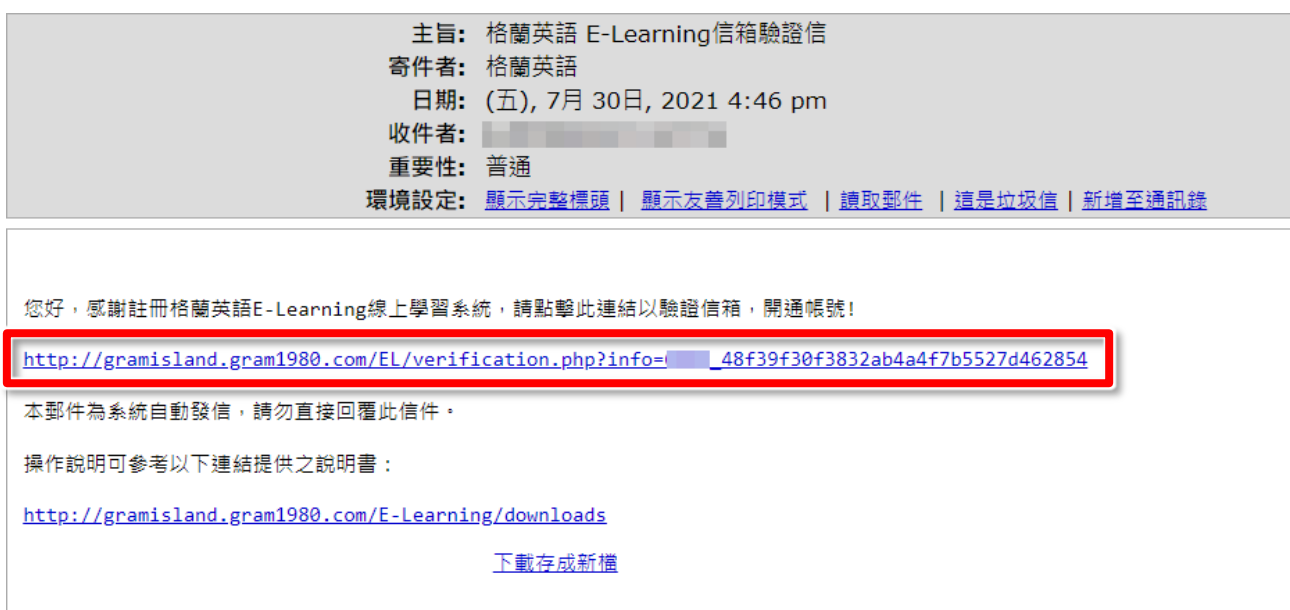 主旨: 格蘭英語 E-Learning信箱驗證信
寄件者: 格蘭英語
日期: (五), 7月 30日, 2021 4:46 pm
收件者:
重要性: 普通
環境設定: 顯示完整標頭 | 顯示友善列印模式 | 讀取郵件 | 這是垃圾信 | 新增至通訊錄
您好，感謝註冊格蘭英語E-Learning線上學習系統，請點擊此連結以驗證信箱，開通帳號!
http://gramisland.gram1980.com/EL/verification.php?info= _48f39f30f3832ab4a4f7b5527d462854
本郵件為系統自動發信，請勿直接回覆此信件。
操作說明可參考以下連結提供之說明書：
http://gramisland.gram1980.com/E-Learning/downloads
下載存成新檔